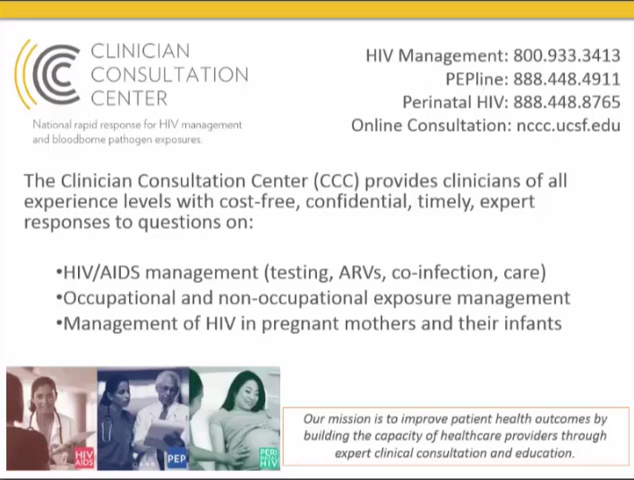 CLINICIAN
CONSULTATION
CENTER
National rapid response for HIV management
and bloodborne pathogen exposures.
HIV Management: 800.933.3413
PEPline: 888.448.4911
Perinatal HIV: 888.448.8765
Online Consultation: nccc.ucsf.edu
The Clinician Consultation Center (CCC) provides clinicians of all
experience levels with cost-free, confidential, timely, expert
responses to questions on:
•HIV/AIDS management (testing, ARVs, co-infection, care)
•Occupational and non-occupational exposure management
•Management of HIV in pregnant mothers and their infants
HIV
AIDS
PEP
PERI
HIV
Our mission is to improve patient health outcomes by
building the capacity of healthcare providers through
expert clinical consultation and education.